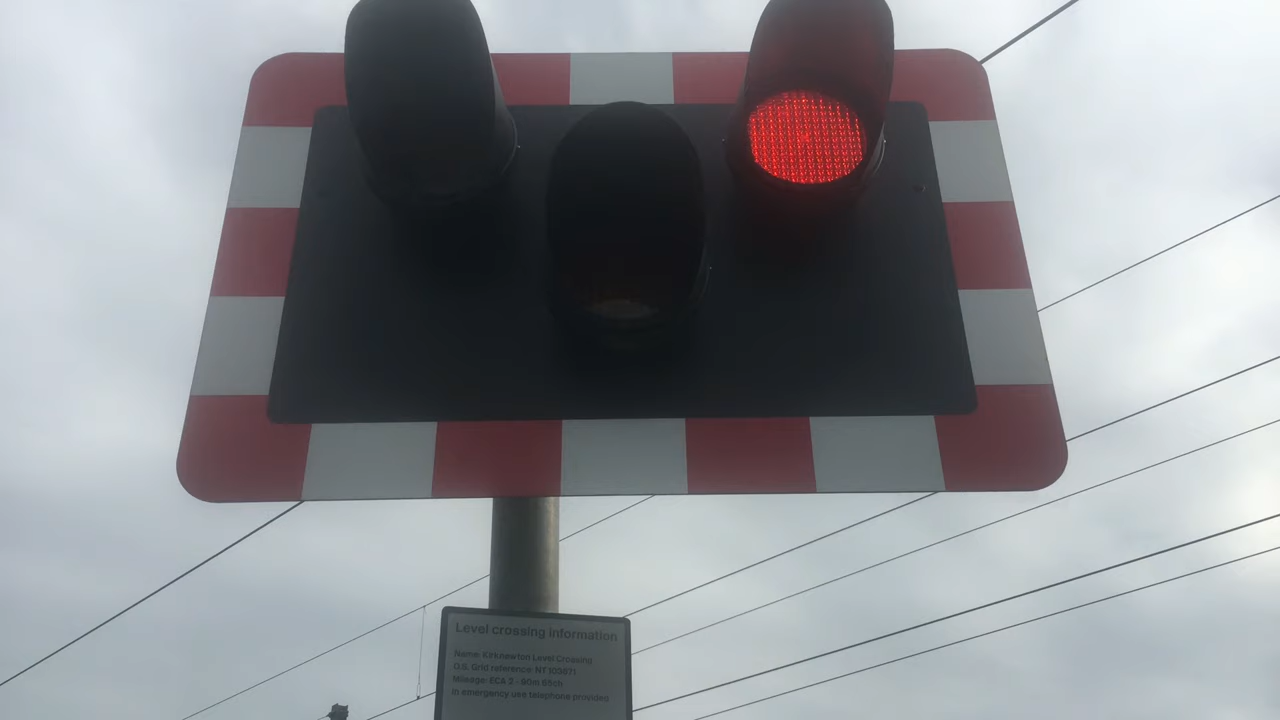 Level crossing information
Name: Kirknewton Level Crossing
O.S. Grid reference: NT 103671
Mileage: ECA 2 - 90m 65ch
In emergency use telephone provided